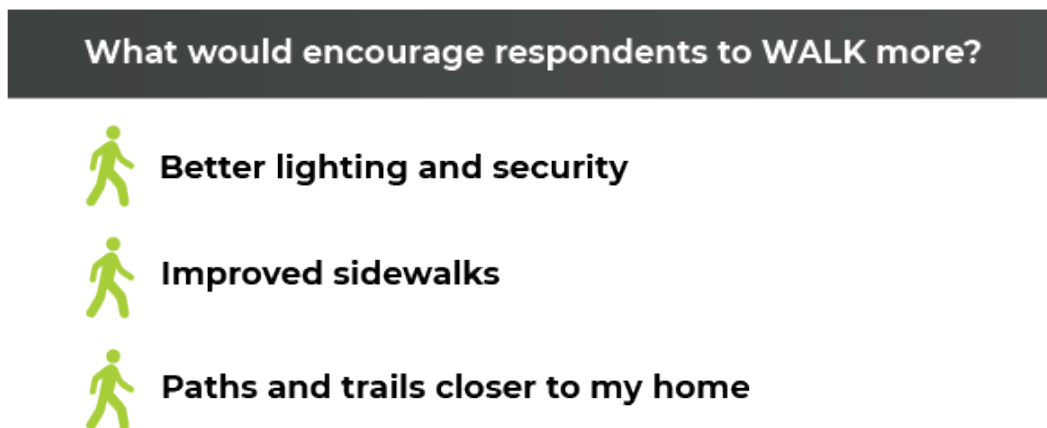 What would encourage respondents to WALK more?
Better lighting and security
Improved sidewalks
Paths and trails closer to my home